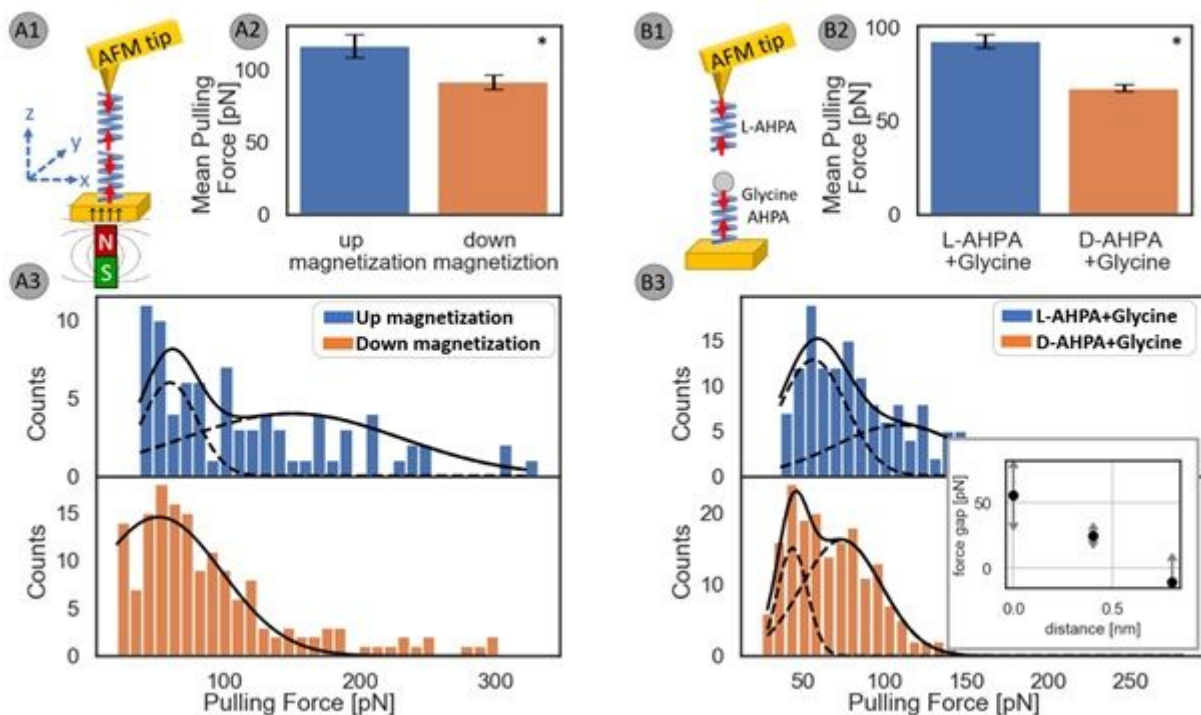 A1
AFM tip
z
y
x
N
S
A2
Mean Pulling
Force [pN]
100
50
0
*
up
magnetization
down
magnetiztion
B1
AFM tip
L-AHPA
Glycine
AHPA
B2
Mean Pulling
Force [pN]
100
50
0
*
L-AHPA
+Glycine
D-AHPA
+Glycine
A3
Counts
10
5
0
Up magnetization
Down magnetization
Counts
15
10
5
0
100
200
300
Pulling Force [pN]
B3
Counts
15
10
5
0
L-AHPA+Glycine
D-AHPA+Glycine
Counts
20
10
0
50
100
150
200
250
Pulling Force [pN]
force gap [pN]
50
0
0.0
0.5
distance [nm]